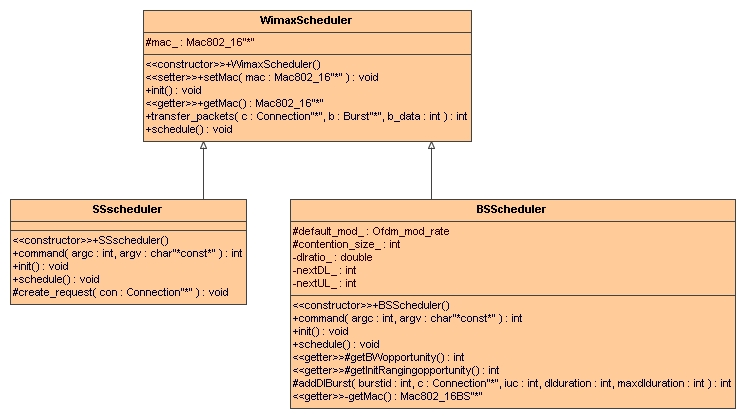 WimaxScheduler
#mac_ : Mac802_16"*"
<<constructor>>+WimaxScheduler()
<<setter>>+setMac( mac : Mac802_16"*" ) : void
+init() : void
<<getter>>+getMac() : Mac802_16"*"
+transfer_packets( c : Connection"*", b : Burst"*", b_data : int ) : int
+schedule() : void
SSscheduler
<<constructor>>+SSscheduler()
+command( argc : int, argv : char"*const*" ) : int
+init() : void
+schedule() : void
#create_request( con : Connection"*" ) : void
BSScheduler
#default_mod_ : Ofdm_mod_rate
#contention_size_ : int
-dlratio_ : double
-nextDL_ : int
-nextUL_ : int
<<constructor>>+BSScheduler()
+command( argc : int, argv : char"*const*" ) : int
+init() : void
+schedule() : void
<<getter>>#getBWopportunity() : int
<<getter>>#getInitRangingopportunity() : int
#addDlBurst( burstid : int, c : Connection"*", iuc : int, dlduration : int, maxdlduration : int ) : int
<<getter>>-getMac() : Mac802_16BS"*"